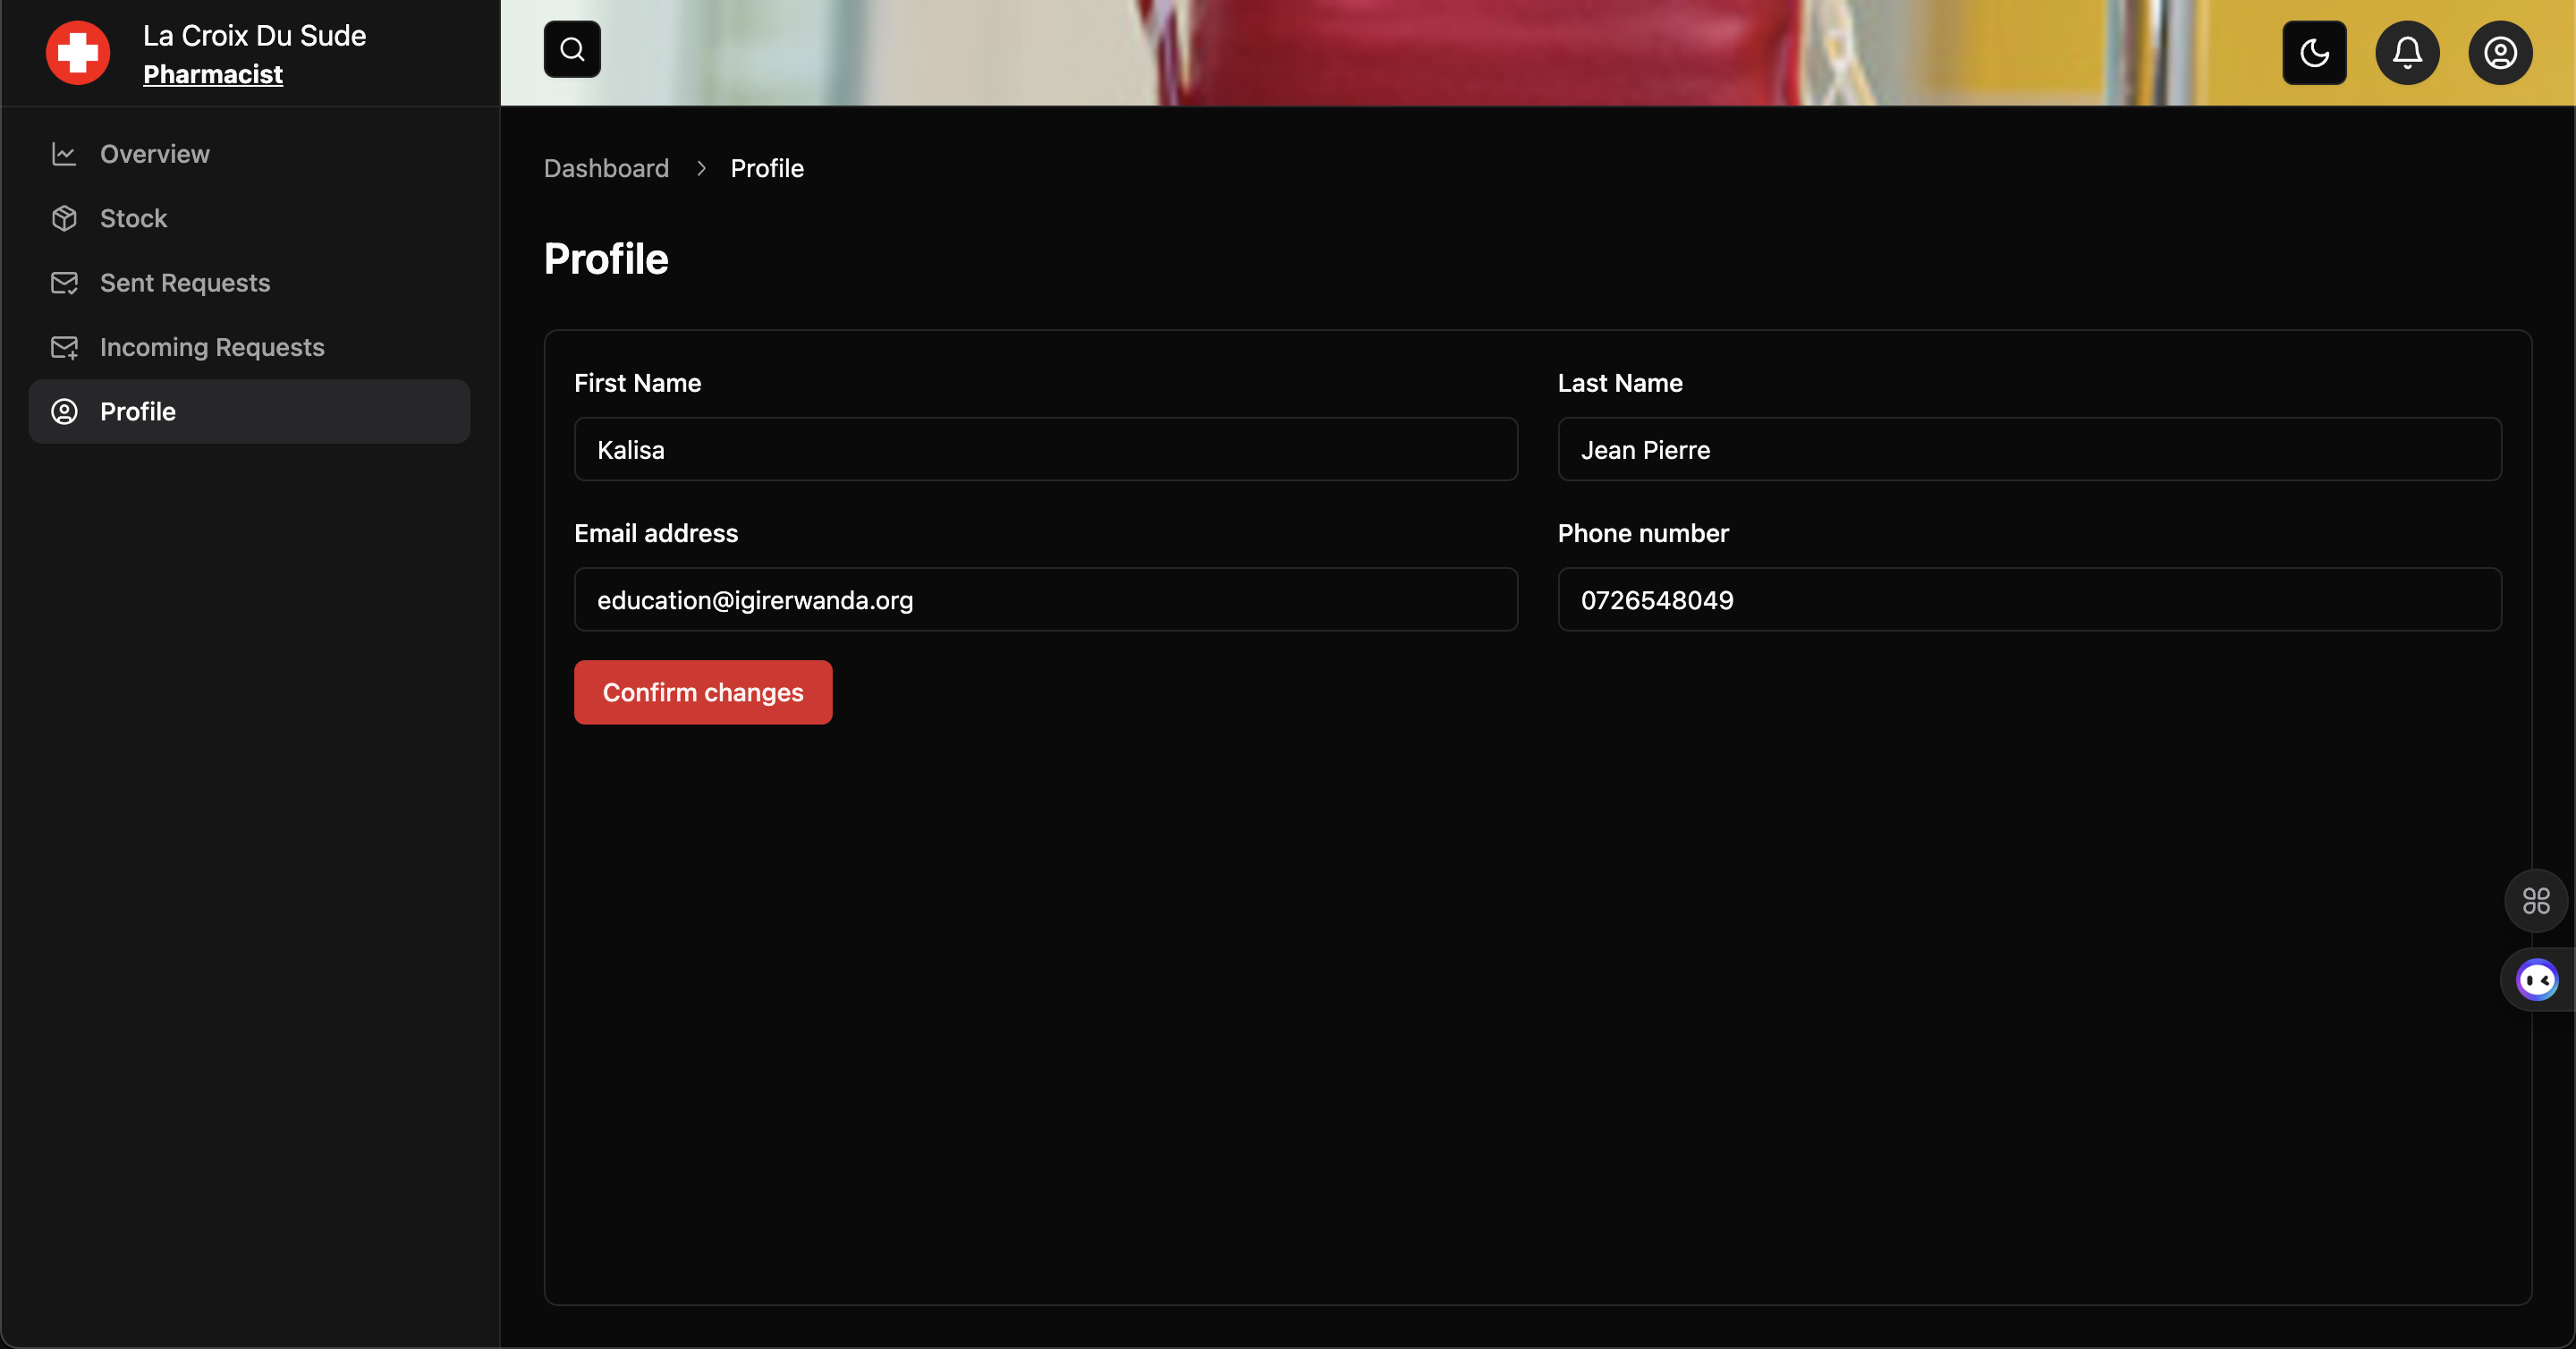 La Croix Du Sude
Pharmacist
Overview
Stock
Sent Requests
Incoming Requests
Profile
Dashboard
Profile
Profile
First Name
Last Name
Kalisa
Jean Pierre
Email address
Phone number
education@igirerwanda.org
0726548049
Confirm changes